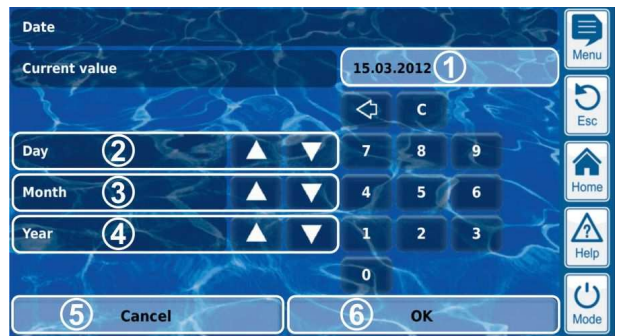 Date
Menu
Current value
15.03.2012 1
C
Esc
Day 2
7 8 9
Month 3
4 5 6
Home
Year 4
1 2 3
Help
0
5 Cancel
6 OK
Mode